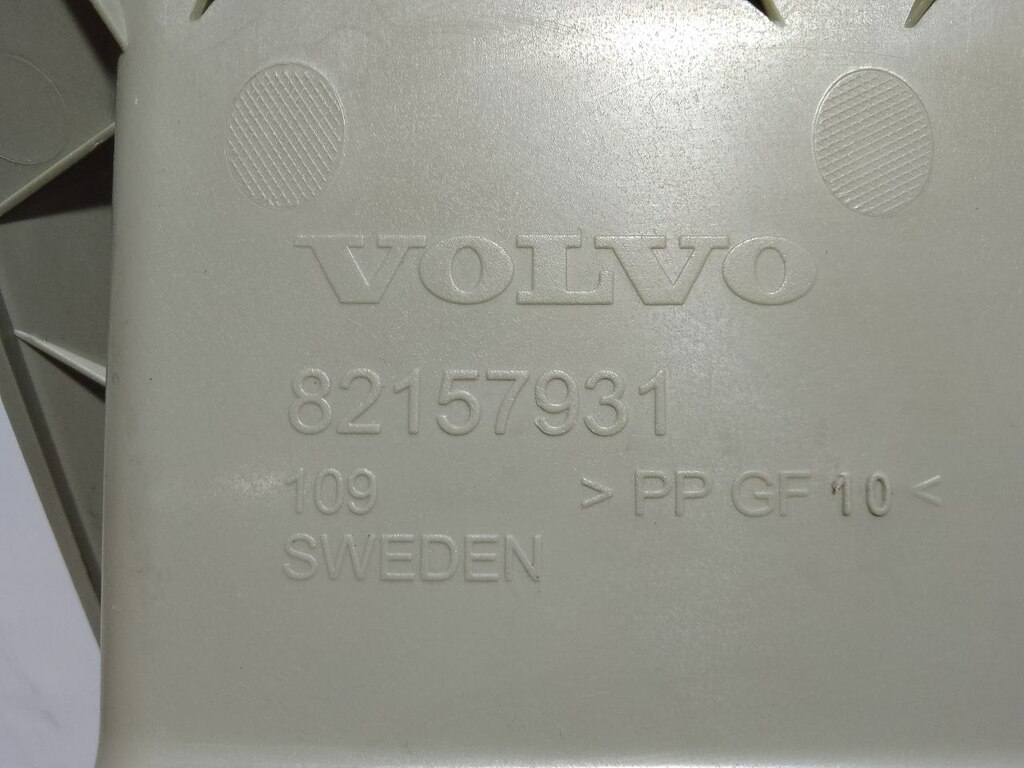 VOLVO
82157931
109 > PP GF 10 <
SWEDEN